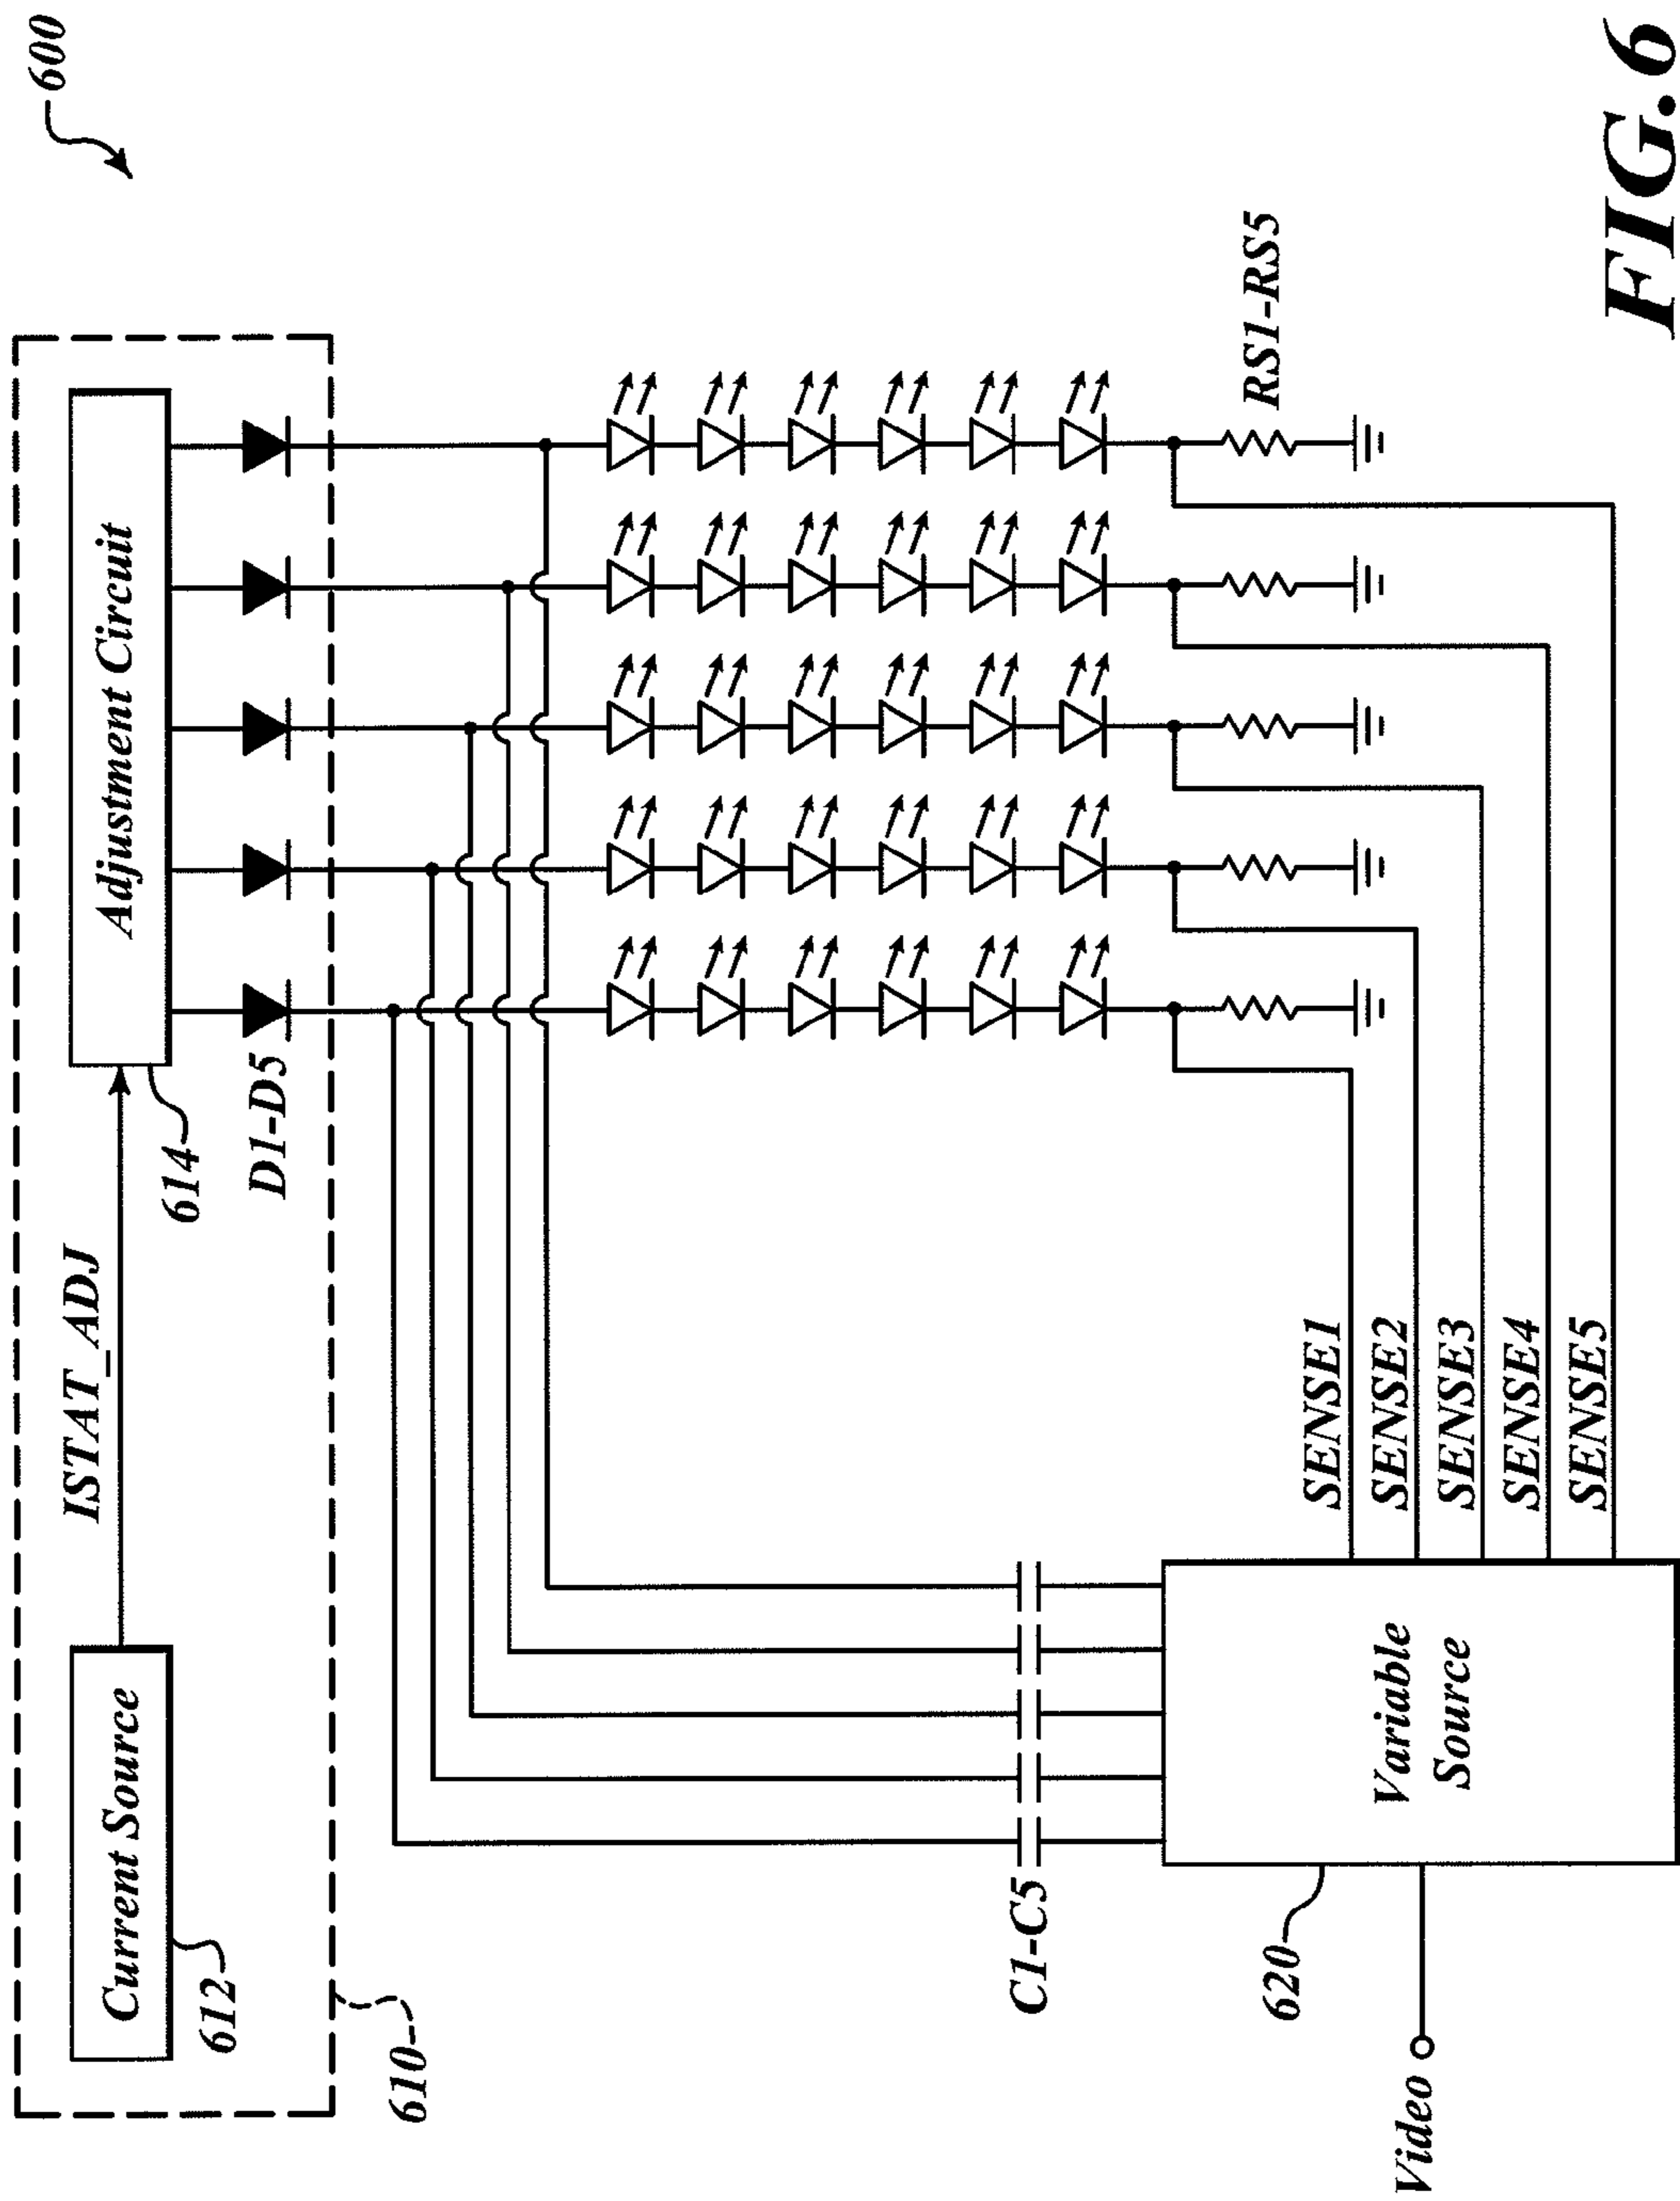 600
ISTAT_ADJ
Current Source
Adjustment Circuit
612
614
D1-D5
610
C1-C5
RS1-RS5
620
Variable
Source
SENSE1
SENSE2
SENSE3
SENSE4
SENSE5
Video
FIG.6